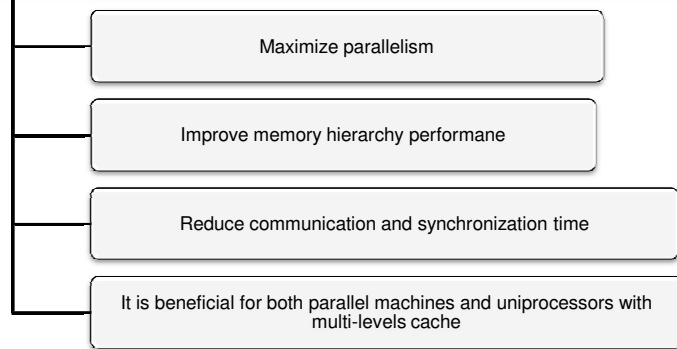 Maximize parallelism
Improve memory hierarchy performane
Reduce communication and synchronization time
It is beneficial for both parallel machines and uniprocessors with
multi-levels cache